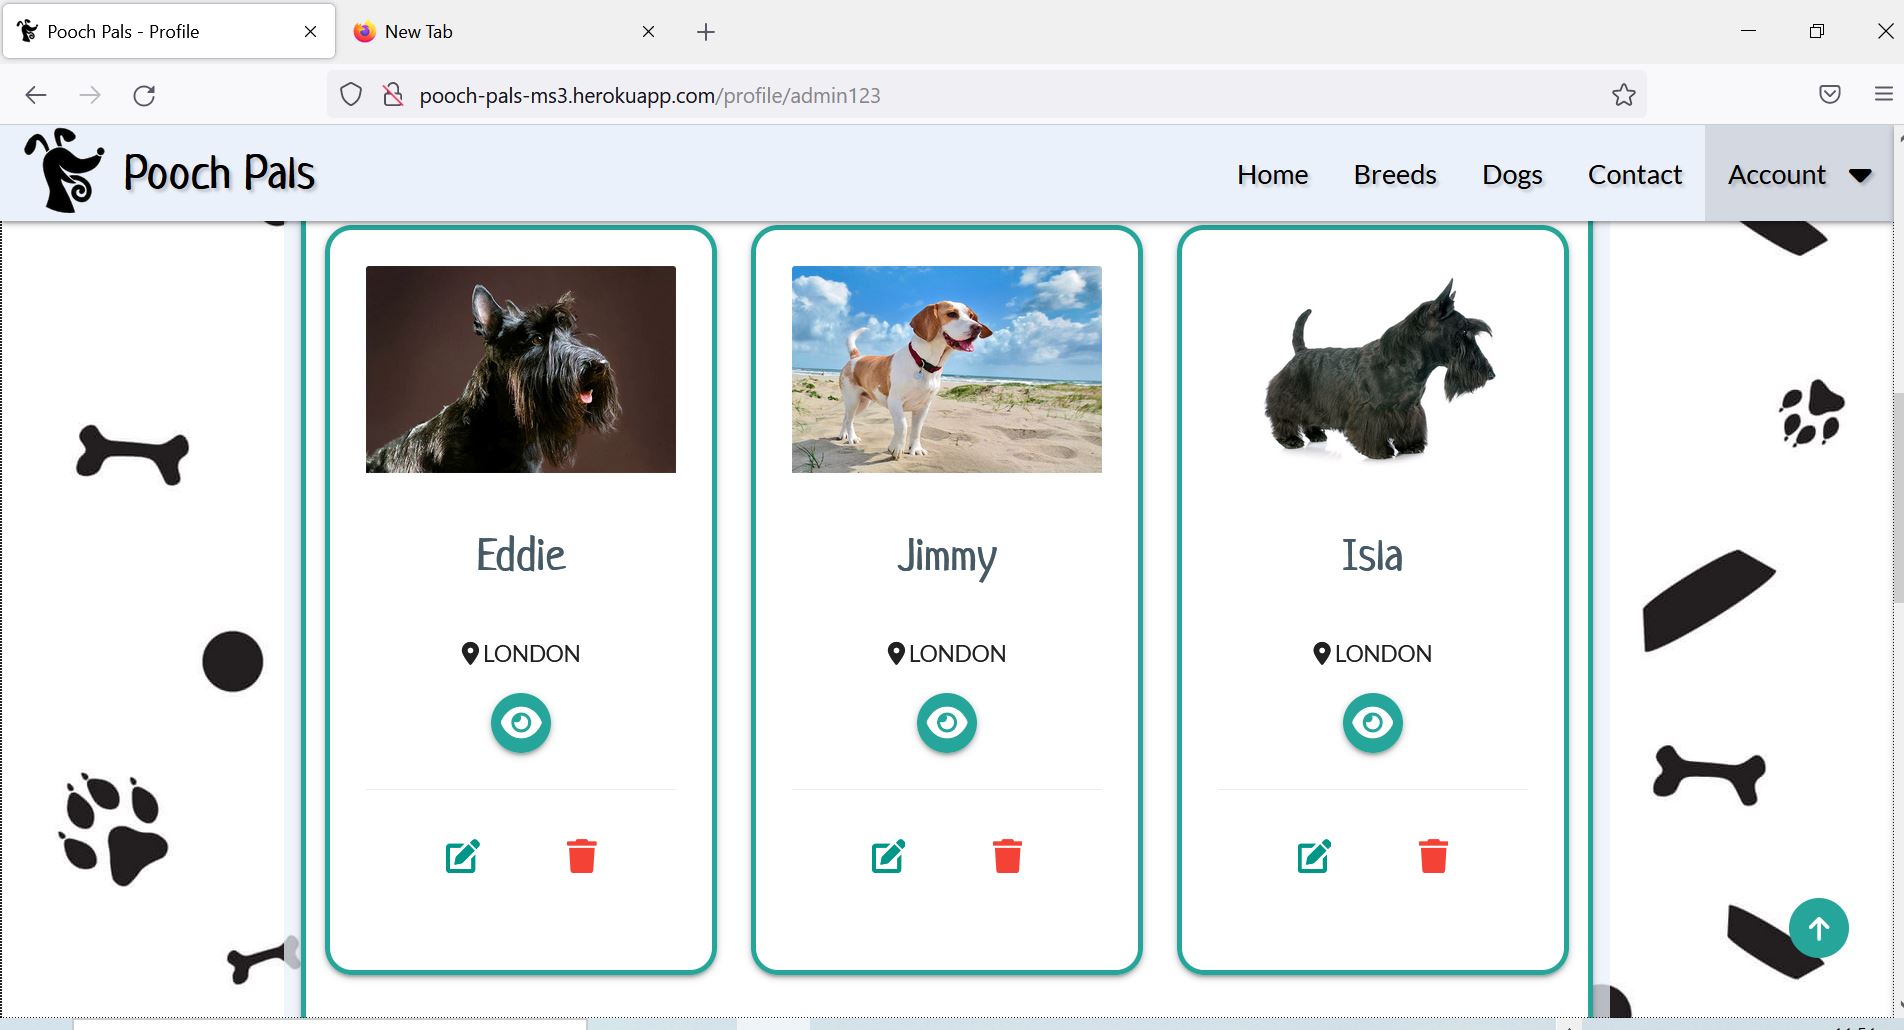 Pooch Pals - Profile
New Tab
pooch-pals-ms3.herokuapp.com/profile/admin123
Pooch Pals
Home
Breeds
Dogs
Contact
Account
Eddie
Jimmy
Isla
LONDON
LONDON
LONDON